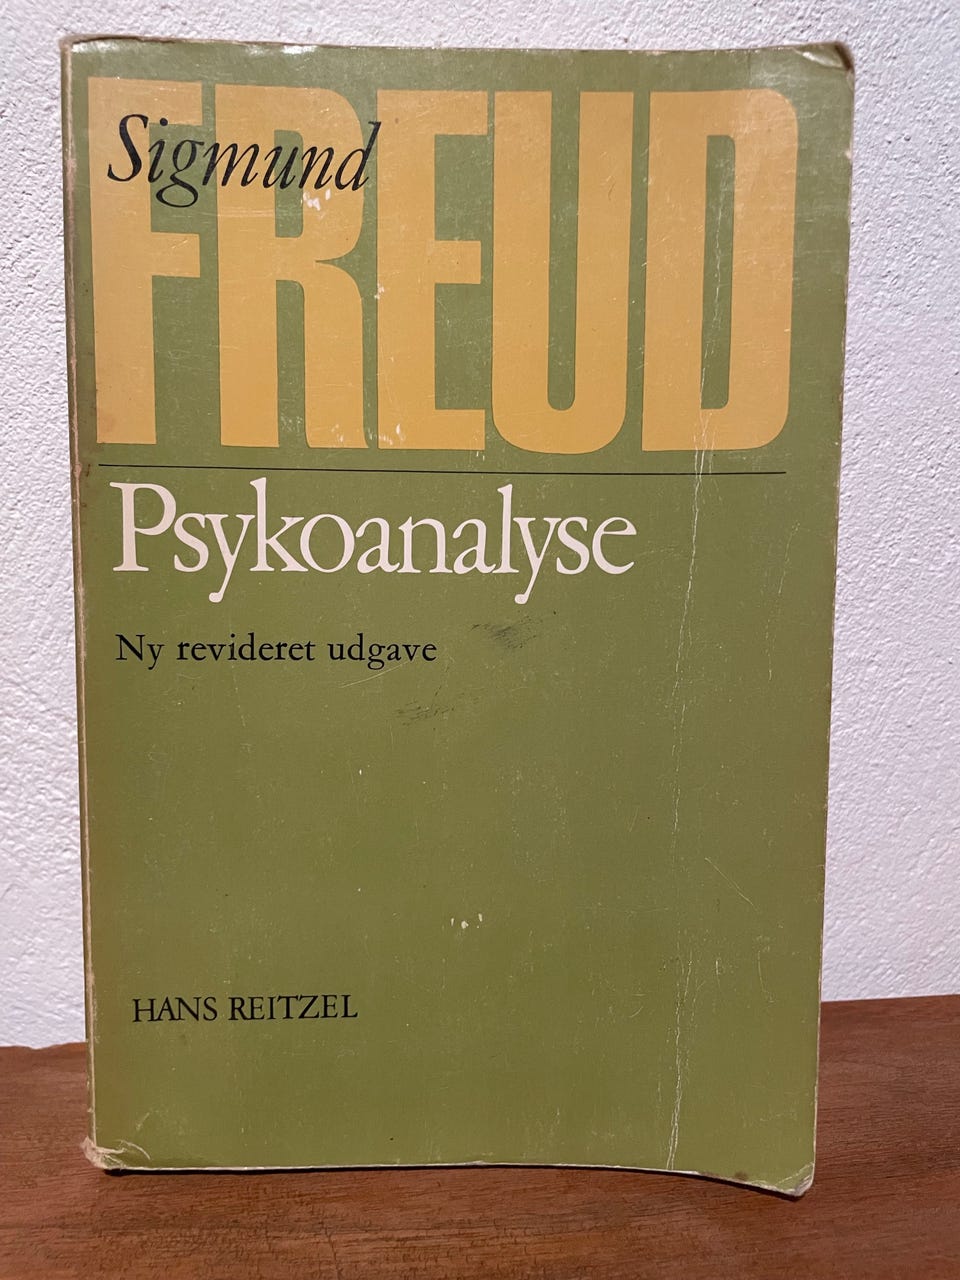 Sigmund
FREUD
Psykoanalyse
Ny revideret udgave
HANS REITZEL